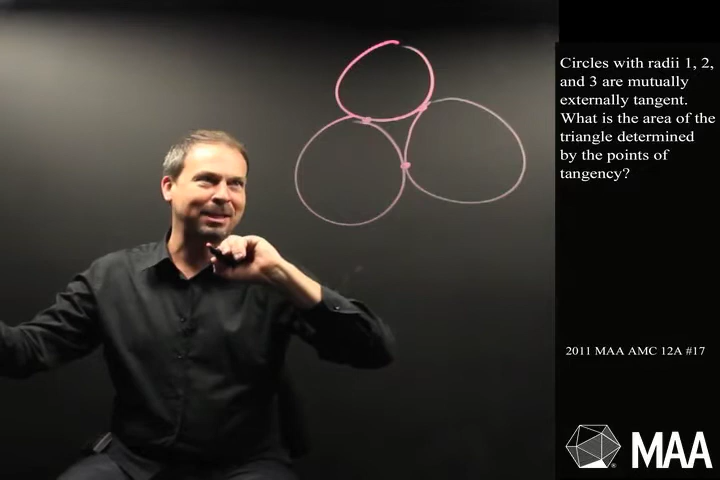 Circles with radii 1, 2,
and 3 are mutually
externally tangent.
What is the area of the
triangle determined
by the points of
tangency?
2011 MAA AMC 12A #17
MAA